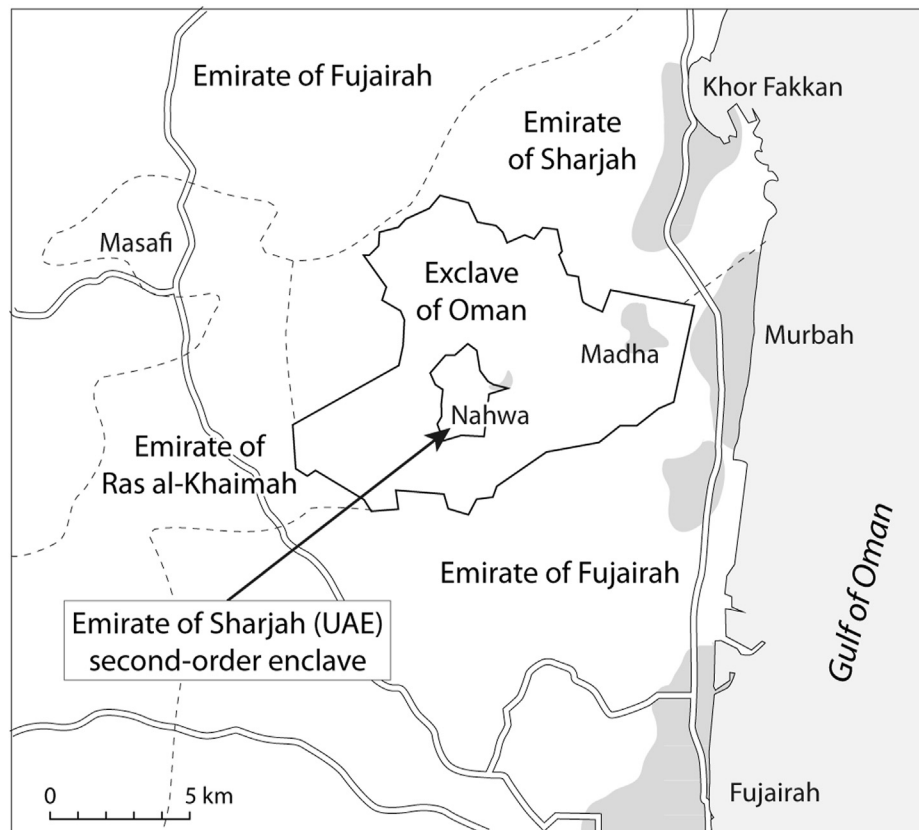 Emirate of Fujairah
Khor Fakkan
Emirate
of Sharjah
Masafi
Exclave
of Oman
Madha
Murbah
Nahwa
Emirate of
Ras al-Khaimah
Emirate of Fujairah
Gulf of Oman
Emirate of Sharjah (UAE)
second-order enclave
0 5 km
Fujairah